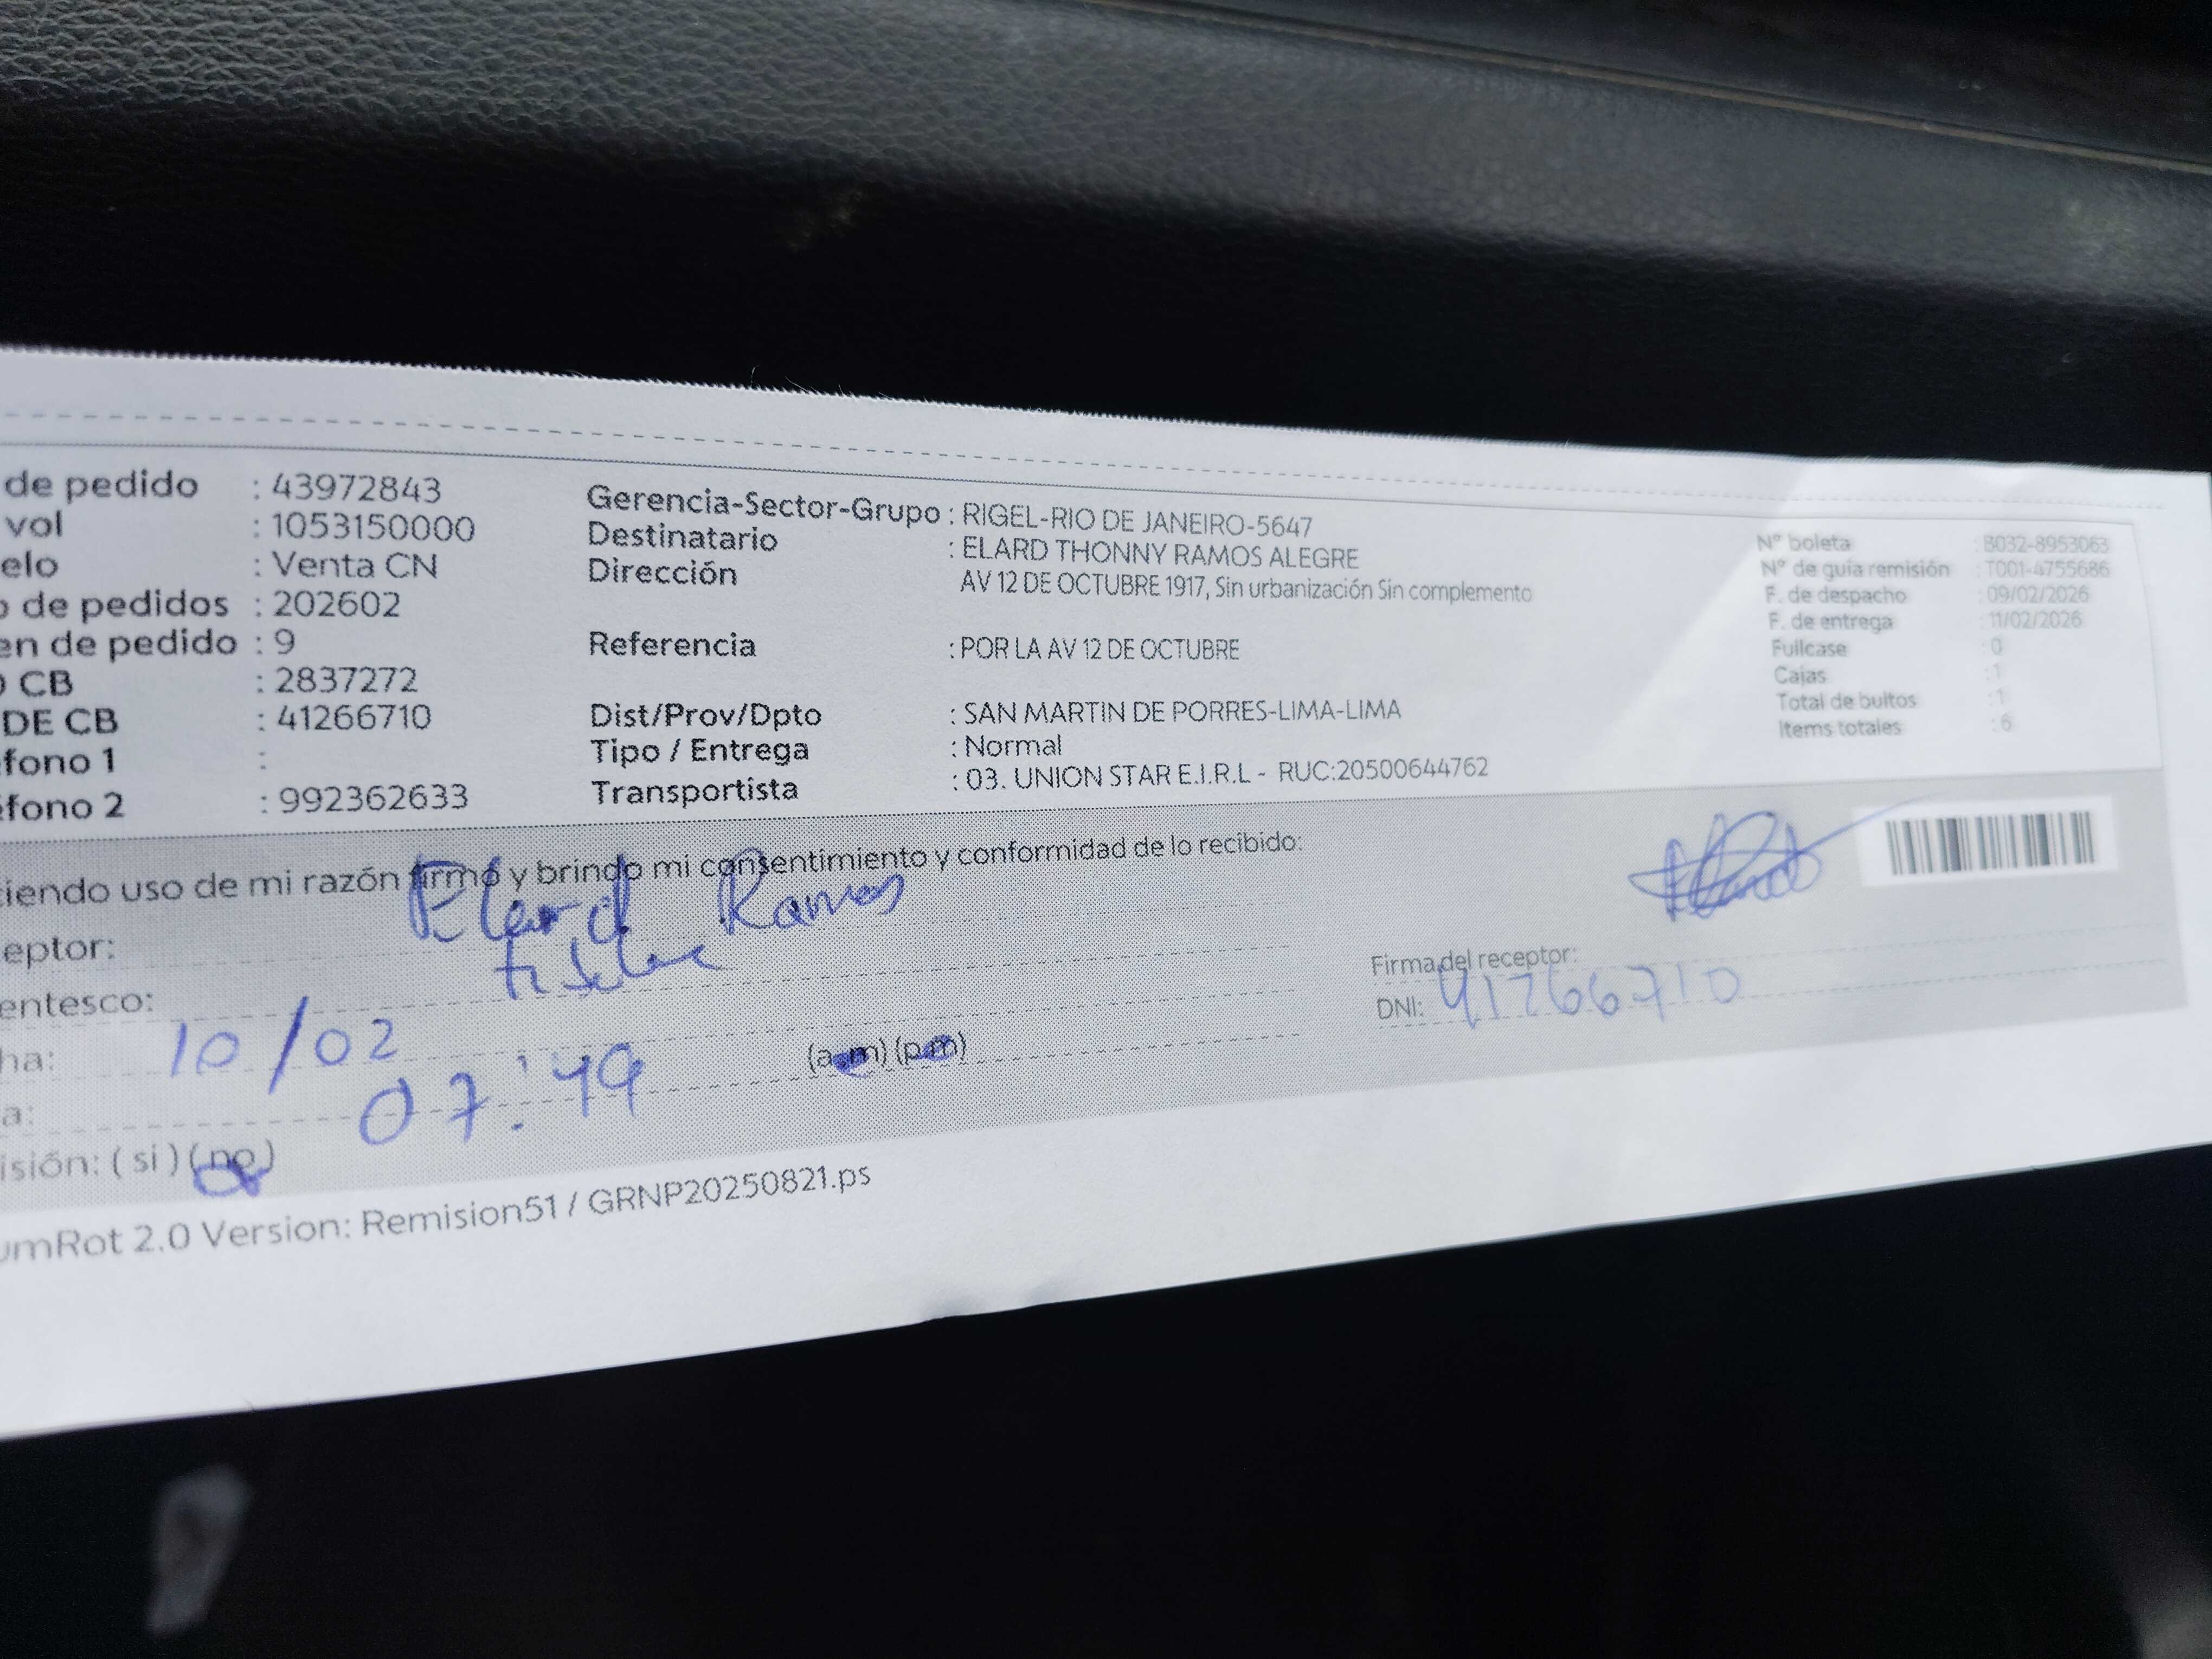 de pedido : 43972843
vol : 1053150000
elo : Venta CN
o de pedidos : 202602
en de pedido : 9
O CB : 2837272
DE CB : 41266710
fono 1 :
éfono 2 : 992362633
Gerencia-Sector-Grupo : RIGEL-RIO DE JANEIRO-5647
Destinatario : ELARD THONNY RAMOS ALEGRE
Dirección AV 12 DE OCTUBRE 1917, Sin urbanización Sin complemento
Referencia : POR LA AV 12 DE OCTUBRE
Dist/Prov/Dpto : SAN MARTIN DE PORRES-LIMA-LIMA
Tipo / Entrega : Normal
Transportista : 03. UNION STAR E.I.R.L - RUC:20500644762
N° boleta : B032-8953063
N° de guía remisión : T001-4755686
F. de despacho : 09/02/2026
F. de entrega : 11/02/2026
Fullcase : 0
Cajas : 1
Total de bultos : 1
Items totales : 6
ciendo uso de mi razón firmo y brindo mi consentimiento y conformidad de lo recibido:
eptor: Elard Ramos
entesco:
ha: 10/02
a: 07:49 (a.m) (p.m)
isión: ( si ) ( no )
Firma del receptor:
DNI: 41266710
umRot 2.0 Version: Remision51 / GRNP20250821.ps